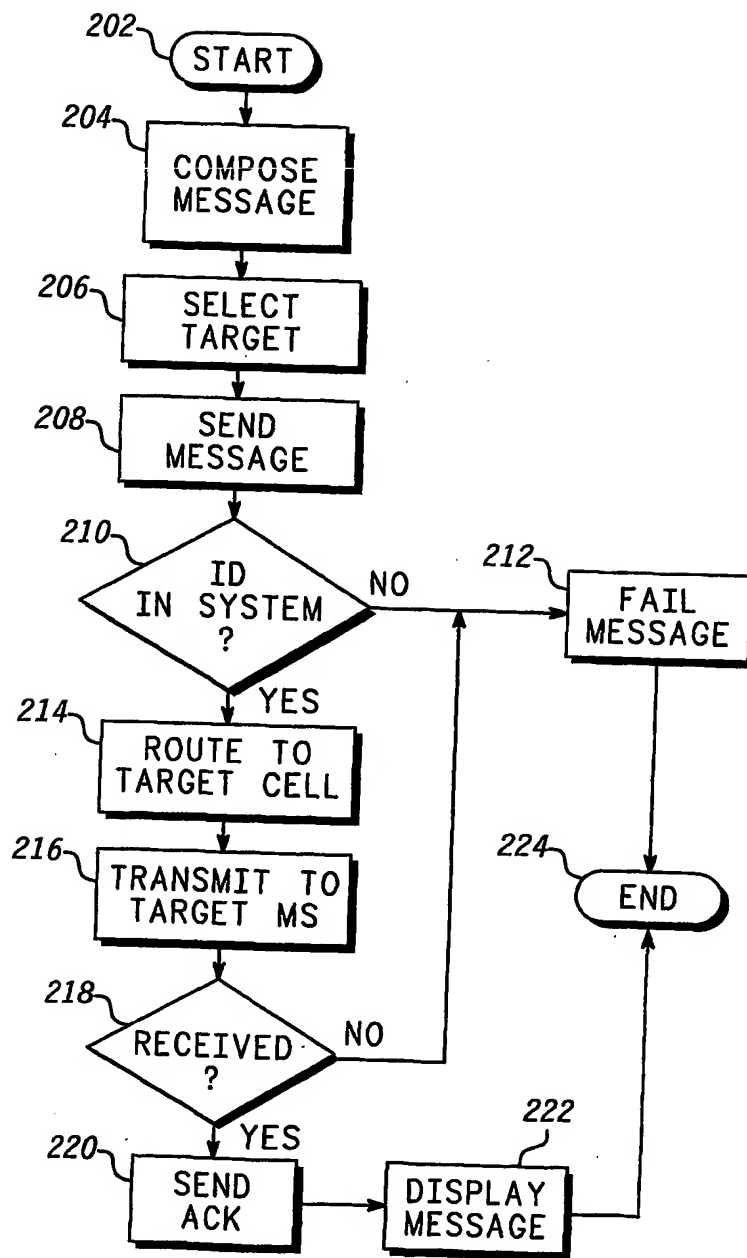 202
START
204
COMPOSE
MESSAGE
206
SELECT
TARGET
208
SEND
MESSAGE
210
ID
IN SYSTEM
?
NO
212
FAIL
MESSAGE
YES
214
ROUTE TO
TARGET CELL
216
TRANSMIT TO
TARGET MS
224
END
218
RECEIVED
?
NO
YES
220
SEND
ACK
222
DISPLAY
MESSAGE